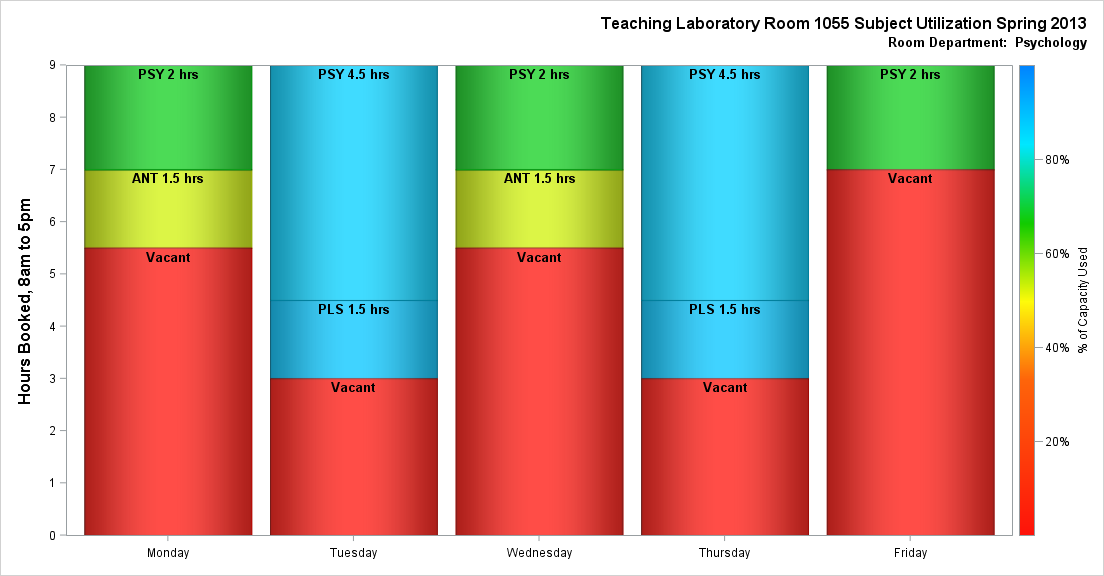 Teaching Laboratory Room 1055 Subject Utilization Spring 2013
Room Department: Psychology
Hours Booked, 8am to 5pm
9
8
7
6
5
4
3
2
1
0
PSY 2 hrs
ANT 1.5 hrs
Vacant
PSY 4.5 hrs
PLS 1.5 hrs
Vacant
PSY 2 hrs
ANT 1.5 hrs
Vacant
PSY 4.5 hrs
PLS 1.5 hrs
Vacant
PSY 2 hrs
Vacant
Monday
Tuesday
Wednesday
Thursday
Friday
80%
60%
40%
20%
% of Capacity Used